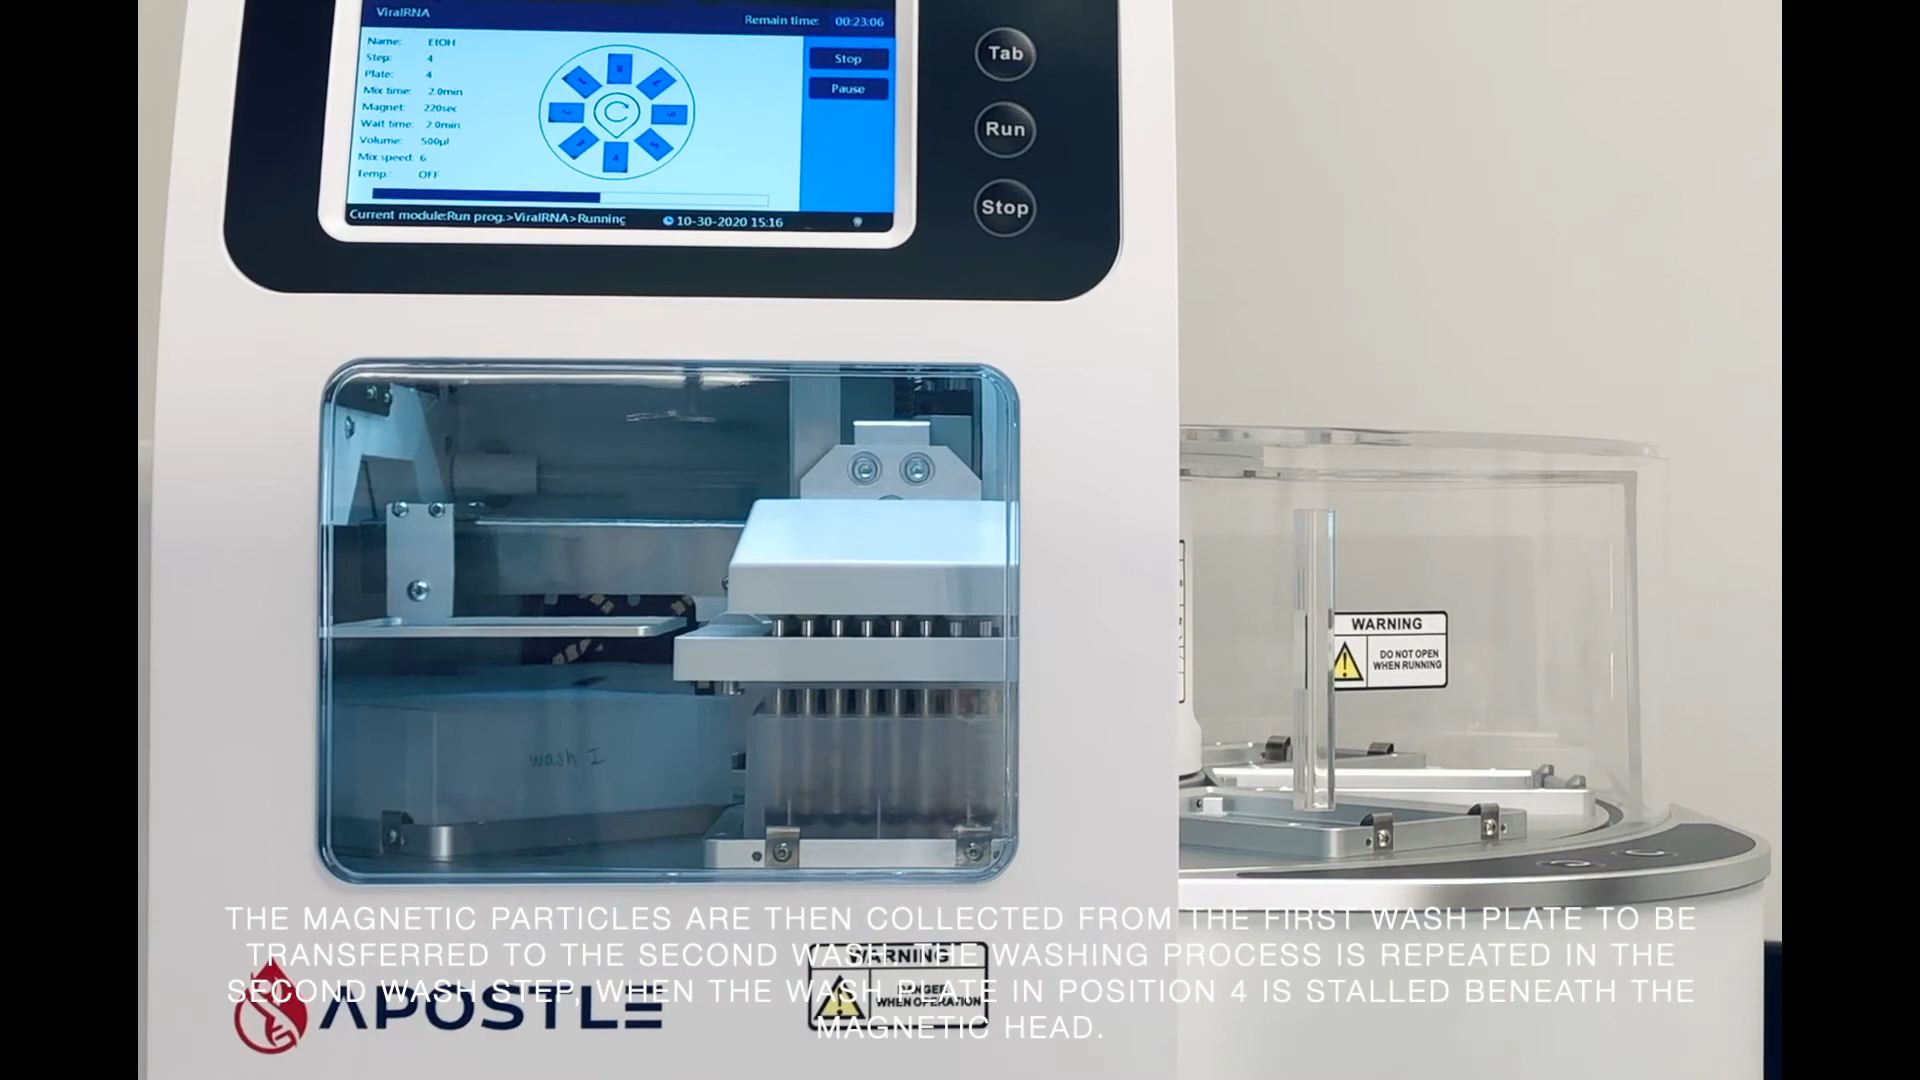 ViralRNA
Remain time: 00:23:06
Name: EtOH
Step: 4
Plate: 4
Mix time: 2.0min
Magnet: 220sec
Wait time: 2.0min
Volume: 500µl
Mix speed: 6
Temp.: OFF
Stop
Pause
Current module:Run prog.>ViralRNA>Running
10-30-2020 15:16
Tab
Run
Stop
wash I
WARNING
DO NOT OPEN
WHEN RUNNING
THE MAGNETIC PARTICLES ARE THEN COLLECTED FROM THE FIRST WASH PLATE TO BE
TRANSFERRED TO THE SECOND WASH. THE WASHING PROCESS IS REPEATED IN THE
SECOND WASH STEP, WHEN THE WASH PLATE IN POSITION 4 IS STALLED BENEATH THE
MAGNETIC HEAD.
APOSTLE
WARNING
DANGER
WHEN OPERATION